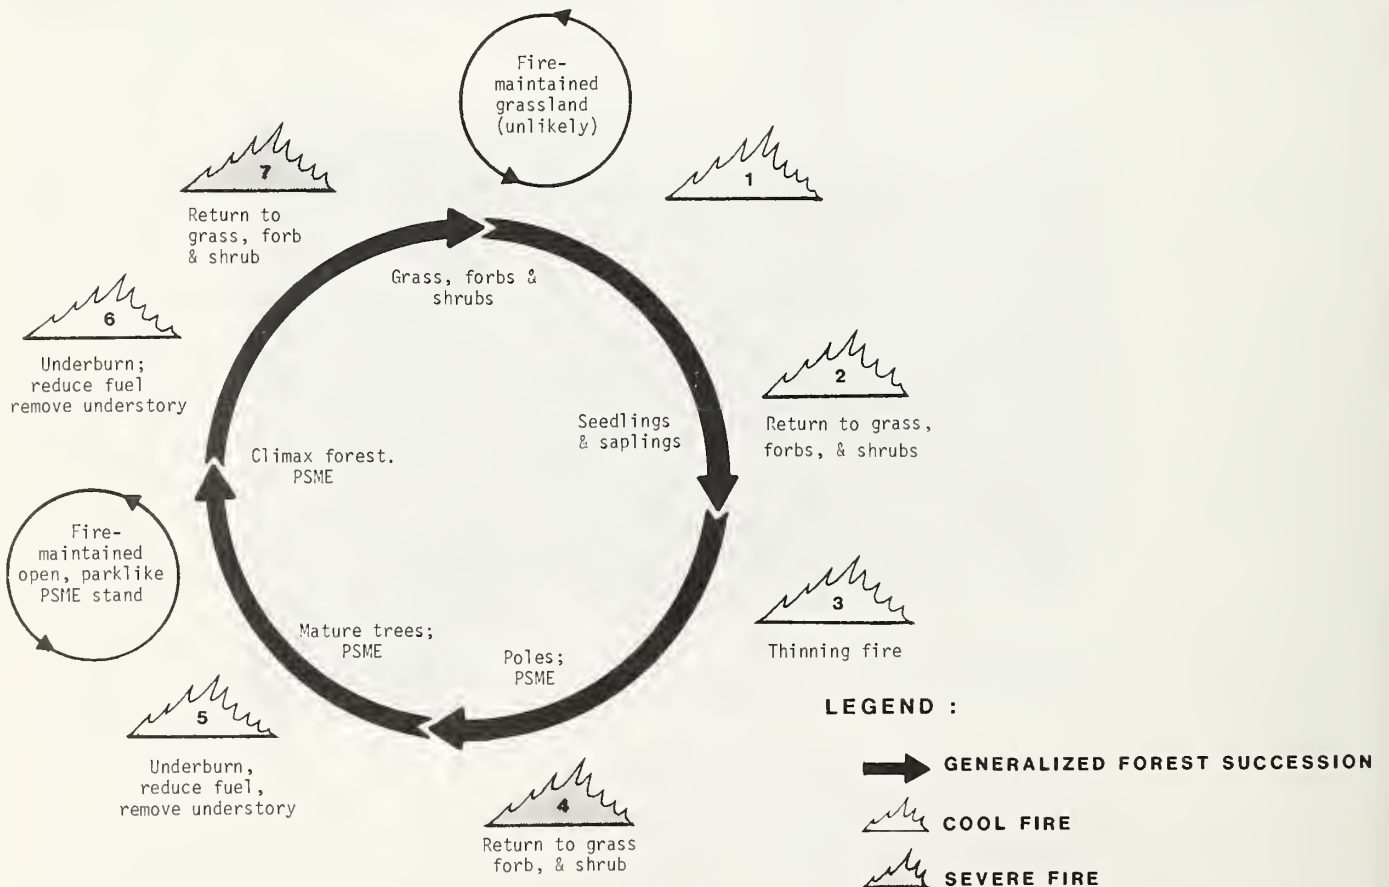 Fire-
maintained
grassland
(unlikely)
7
1
Return to
grass, forb
& shrub
Grass, forbs &
shrubs
6
Underburn;
reduce fuel
remove understory
2
Return to grass,
forbs, & shrubs
Seedlings
& saplings
Climax forest.
PSME
Fire-
maintained
open, parklike
PSME stand
3
Thinning fire
Mature trees;
PSME
Poles;
PSME
5
Underburn,
reduce fuel,
remove understory
4
Return to grass
forb, & shrub
LEGEND :
GENERALIZED FOREST SUCCESSION
COOL FIRE
SEVERE FIRE